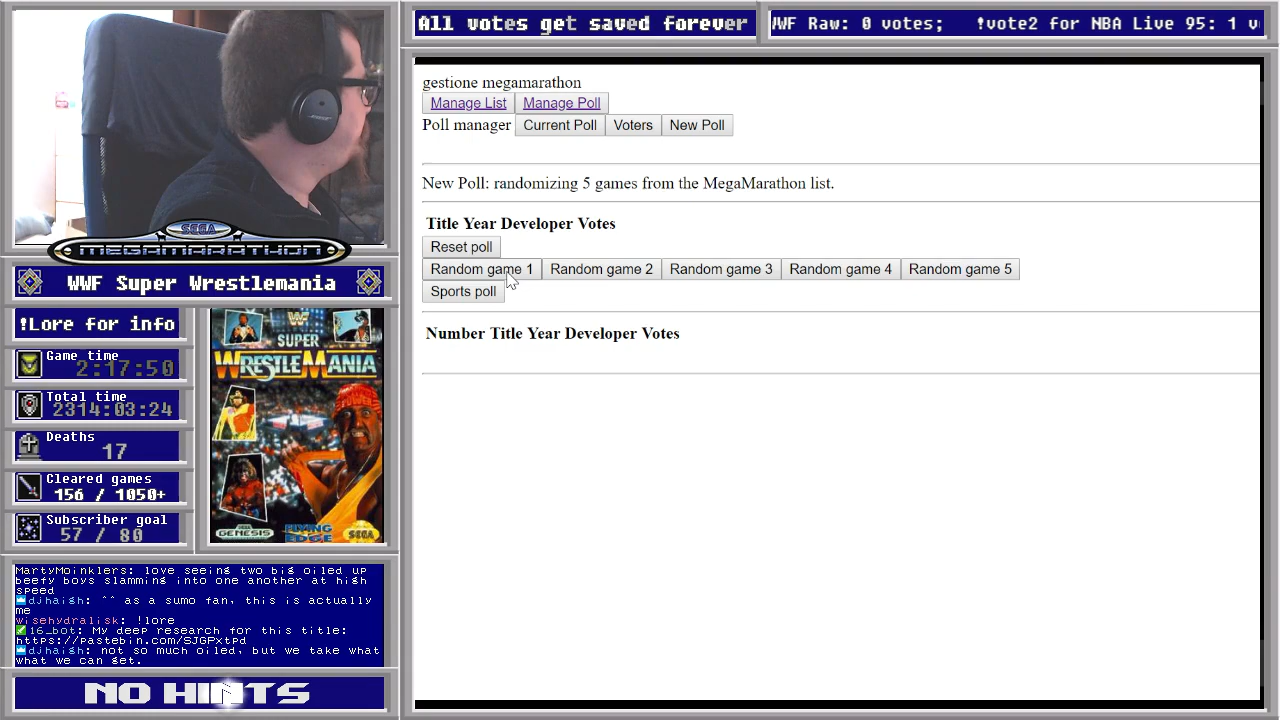 All votes get saved forever
WF Raw: 0 votes; !vote2 for NBA Live 95: 1 v
gestione megamarathon
Manage List Manage Poll
Poll manager Current Poll Voters New Poll
New Poll: randomizing 5 games from the MegaMarathon list.
Title Year Developer Votes
Reset poll
Random game 1 Random game 2 Random game 3 Random game 4 Random game 5
Sports poll
Number Title Year Developer Votes
SEGA
MEGAMARATHON
WWF Super Wrestlemania
!Lore for info
Game time
2:17:50
Total time
2314:03:24
Deaths
17
Cleared games
156 / 1050+
Subscriber goal
57 / 80
SUPER
WRESTLEMANIA
POWER
GENESIS
FLYING EDGE
SEGA
MartyMoinklers: love seeing two big oiled up
beefy boys slamming into one another at high
speed
djhaigh: ^^ as a sumo fan, this is actually
me
wisehydralisk: !lore
16_bot: My deep research for this title:
https://pastebin.com/SJGPxtpd
djhaigh: not so much oiled, but we take what
what we can get.
NO HINTS